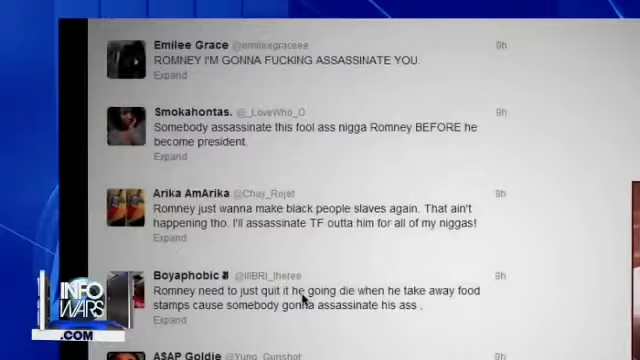 Emilee Grace @emileegraceee 9h
ROMNEY I'M GONNA FUCKING ASSASSINATE YOU.
Expand
Smokahontas. @_LoveWho_O 9h
Somebody assassinate this fool ass nigga Romney BEFORE he
become president.
Expand
Arika AmArika @Chay_Rojet 9h
Romney just wanna make black people slaves again. That ain't
happening tho. I'll assassinate TF outta him for all of my niggas!
Expand
Boyaphobic 9h
Romney need to just quit it he going die when he take away food
stamps cause somebody gonna assassinate his ass .
Expand
A$AP Goldie @Yung_Gunshot 9h
INFO
WARS
.COM